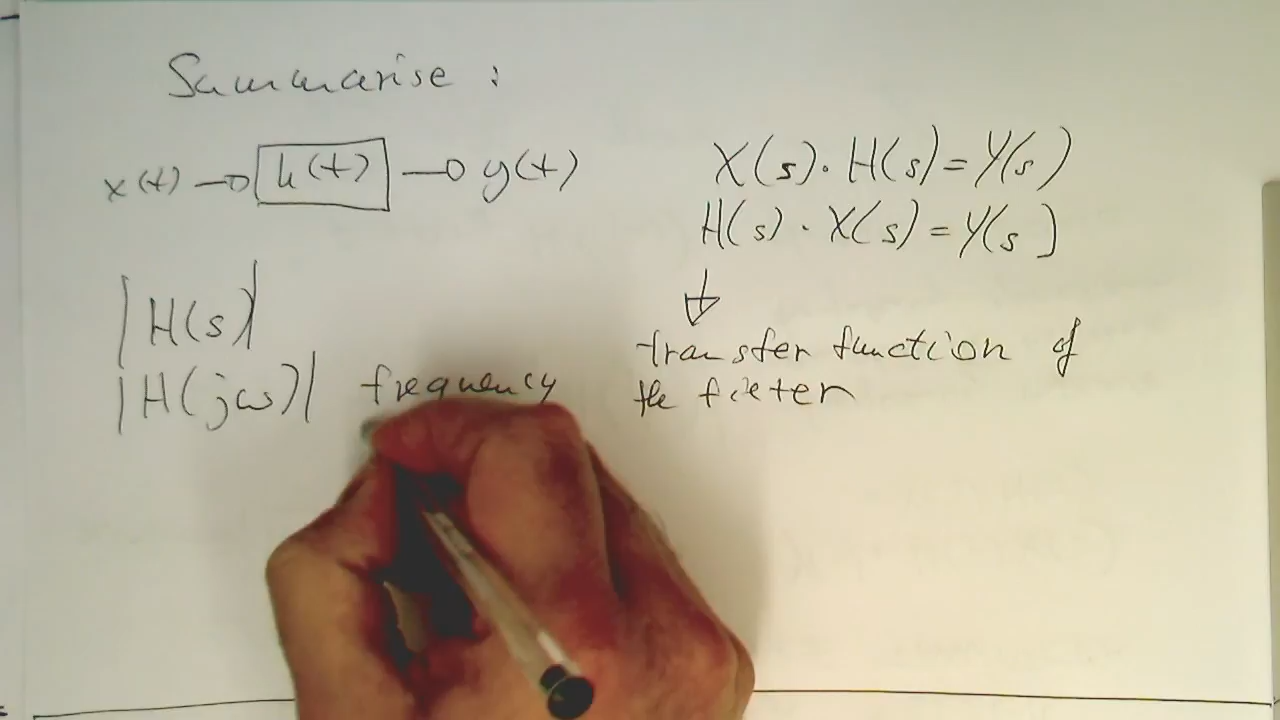 Summarise :
x(t) → h(t) → y(t)
|H(s)|
|H(jω)| frequency
X(s) · H(s) = Y(s)
H(s) · X(s) = Y(s)
↓
transfer function of
the filter